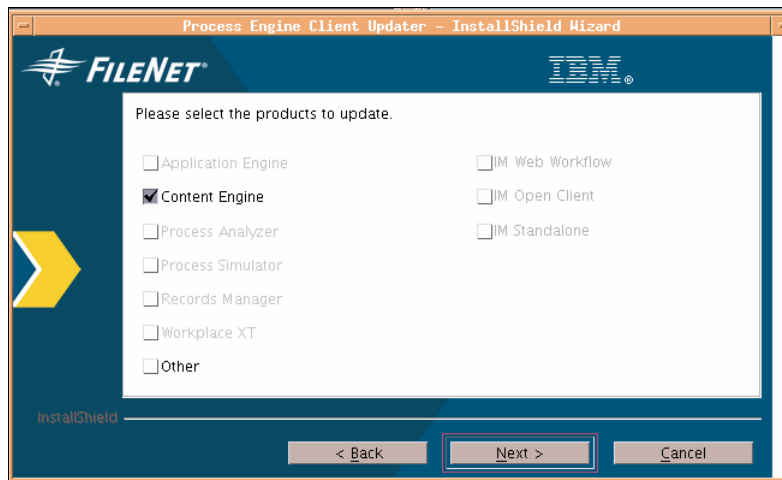 Process Engine Client Updater - InstallShield Wizard
FILENET
IBM®
Please select the products to update.
Application Engine
IM Web Workflow
Content Engine
IM Open Client
Process Analyzer
IM Standalone
Process Simulator
Records Manager
Workplace XT
Other
InstallShield
< Back
Next >
Cancel